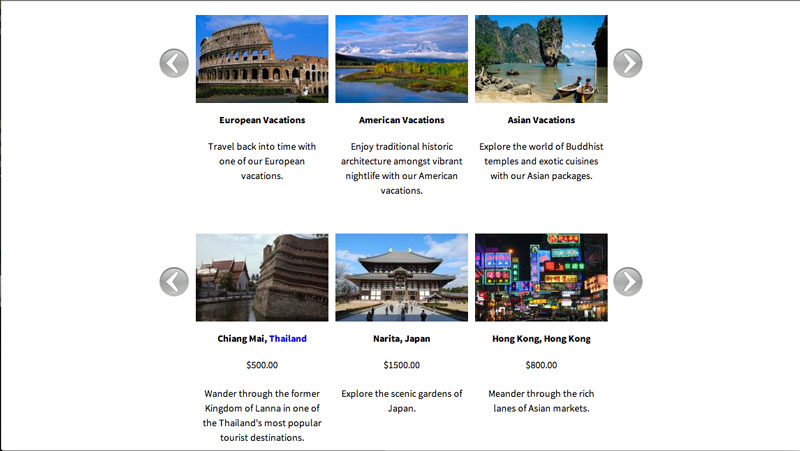 European Vacations
American Vacations
Asian Vacations
Travel back into time with
one of our European
vacations.
Enjoy traditional historic
architecture amongst vibrant
nightlife with our American
vacations.
Explore the world of Buddhist
temples and exotic cuisines
with our Asian packages.
Chiang Mai, Thailand
Narita, Japan
Hong Kong, Hong Kong
$500.00
$1500.00
$800.00
Wander through the former
Kingdom of Lanna in one of
the Thailand's most popular
tourist destinations.
Explore the scenic gardens of
Japan.
Meander through the rich
lanes of Asian markets.